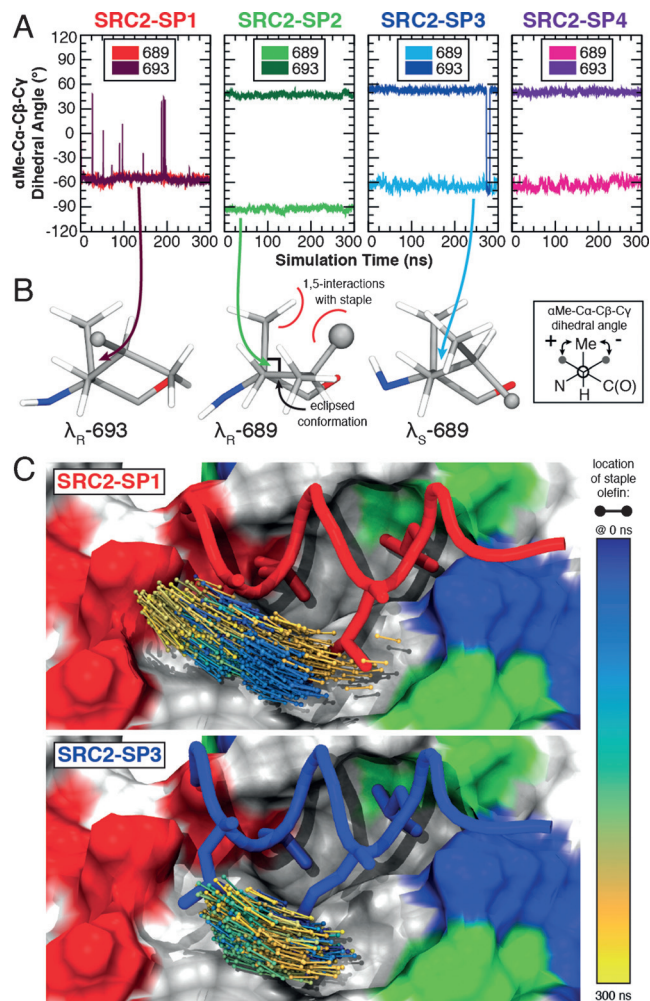 A
SRC2-SP1
SRC2-SP2
SRC2-SP3
SRC2-SP4
αMe-Cα-Cβ-Cγ
Dihedral Angle (°)
120
90
60
30
0
-30
-60
-90
-120
689
693
689
693
689
693
689
693
0 100 200 300
0 100 200 300
0 100 200 300
0 100 200 300
Simulation Time (ns)
B
1,5-interactions
with staple
eclipsed
conformation
λR-693
λR-689
λS-689
αMe-Cα-Cβ-Cγ
dihedral angle
+ Me -
N H C(O)
C
SRC2-SP1
SRC2-SP3
location
of staple
olefin:
@ 0 ns
300 ns